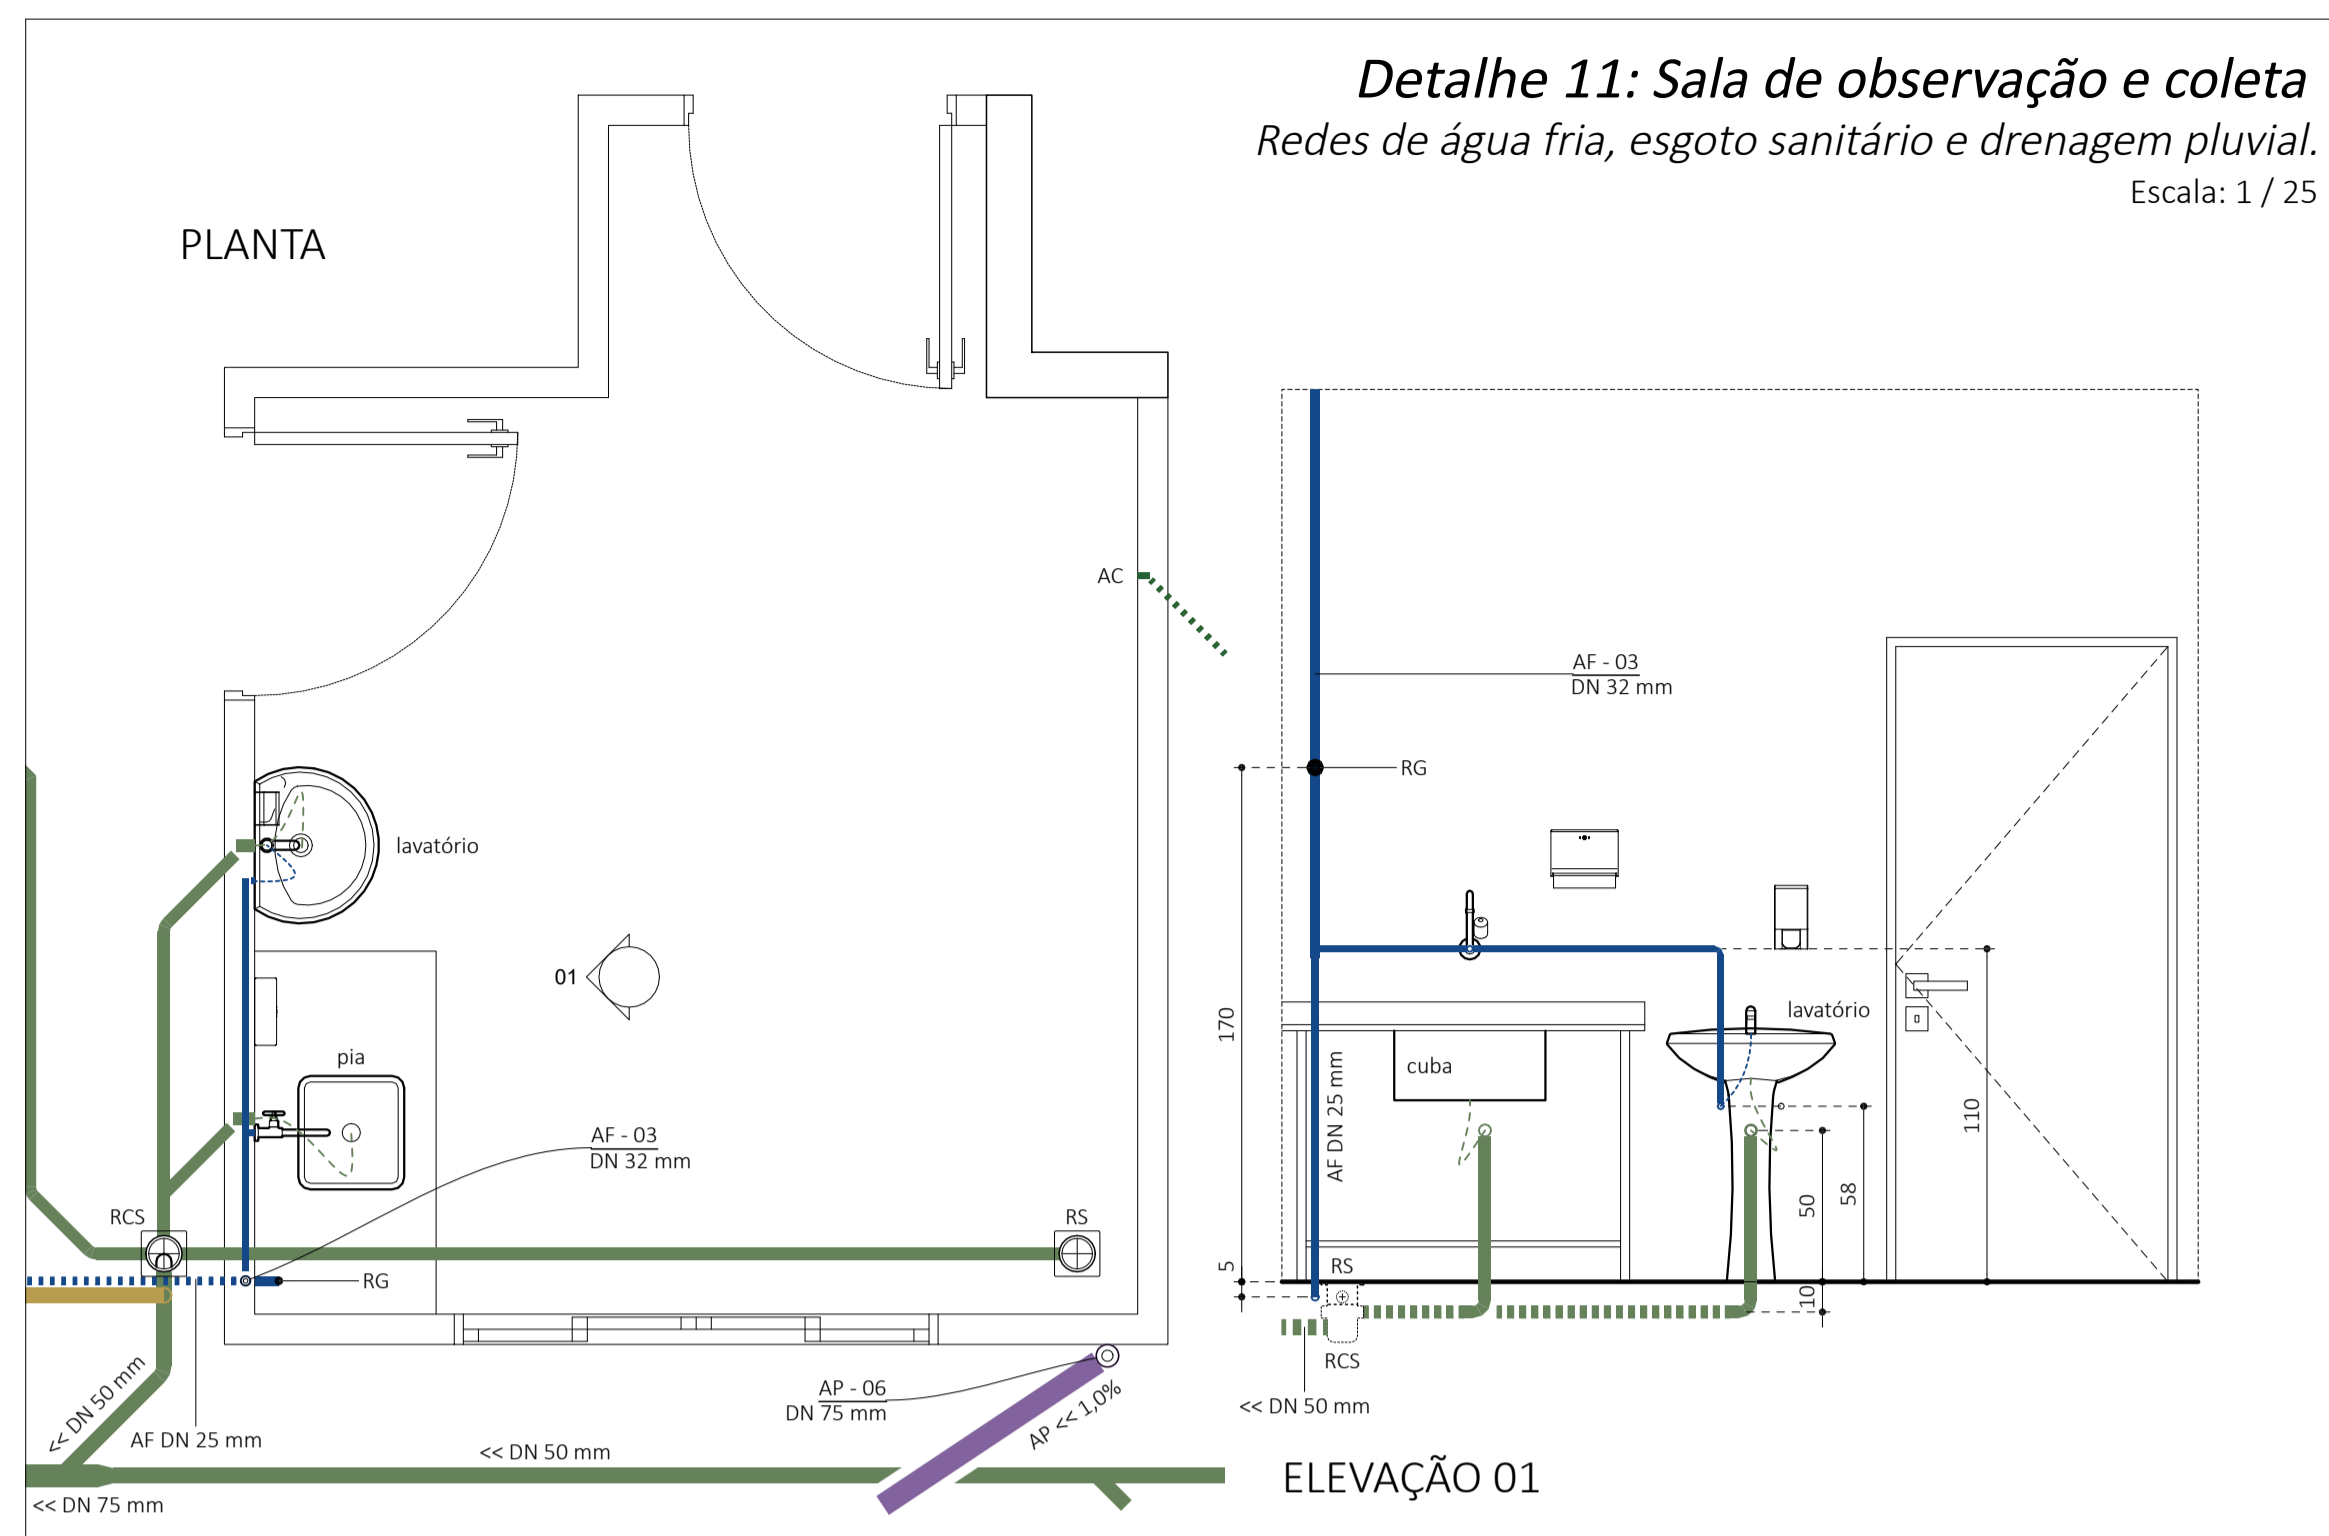 Detalhe 11: Sala de observação e coleta
Redes de água fria, esgoto sanitário e drenagem pluvial.
Escala: 1 / 25
PLANTA
AC
lavatório
01
pia
AF - 03
DN 32 mm
RCS
RS
RG
<< DN 50 mm
AF DN 25 mm
AP - 06
DN 75 mm
AP << 1,0%
<< DN 50 mm
<< DN 75 mm
AF - 03
DN 32 mm
RG
170
lavatório
cuba
AF DN 25 mm
110
58
50
5
10
RS
RCS
<< DN 50 mm
ELEVAÇÃO 01